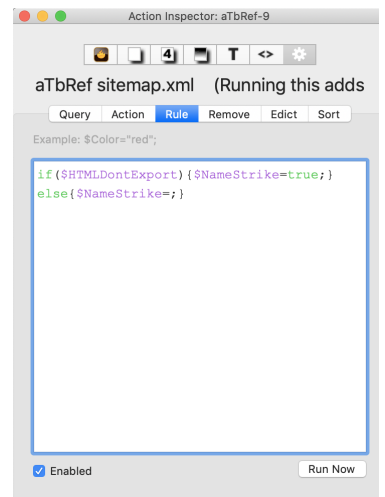 Action Inspector: aTbRef-9
4 T <>
aTbRef sitemap.xml (Running this adds
Query Action Rule Remove Edict Sort
Example: $Color="red";
if($HTMLDontExport){$NameStrike=true;}
else{$NameStrike=;}
Enabled Run Now